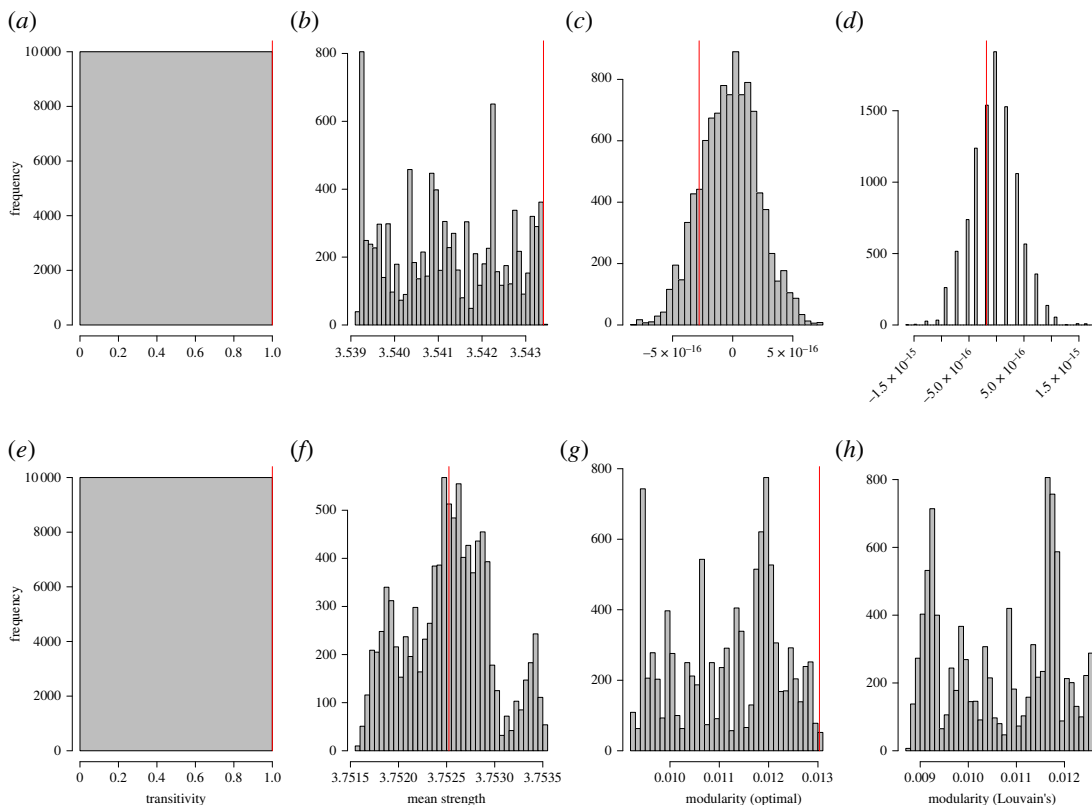 (a)
10 000
8000
6000
4000
2000
0
frequency
0 0.2 0.4 0.6 0.8 1.0
(b)
800
600
400
200
0
3.539 3.540 3.541 3.542 3.543
(c)
800
600
400
200
0
−5 × 10−16 0 5 × 10−16
(d)
1500
1000
500
0
−1.5 × 10−15 −5.0 × 10−16 5.0 × 10−16 1.5 × 10−15
(e)
10 000
8000
6000
4000
2000
0
frequency
0 0.2 0.4 0.6 0.8 1.0
transitivity
(f)
500
400
300
200
100
0
3.7515 3.7520 3.7525 3.7530 3.7535
mean strength
(g)
800
600
400
200
0
0.010 0.011 0.012 0.013
modularity (optimal)
(h)
800
600
400
200
0
0.009 0.010 0.011 0.012
modularity (Louvain's)